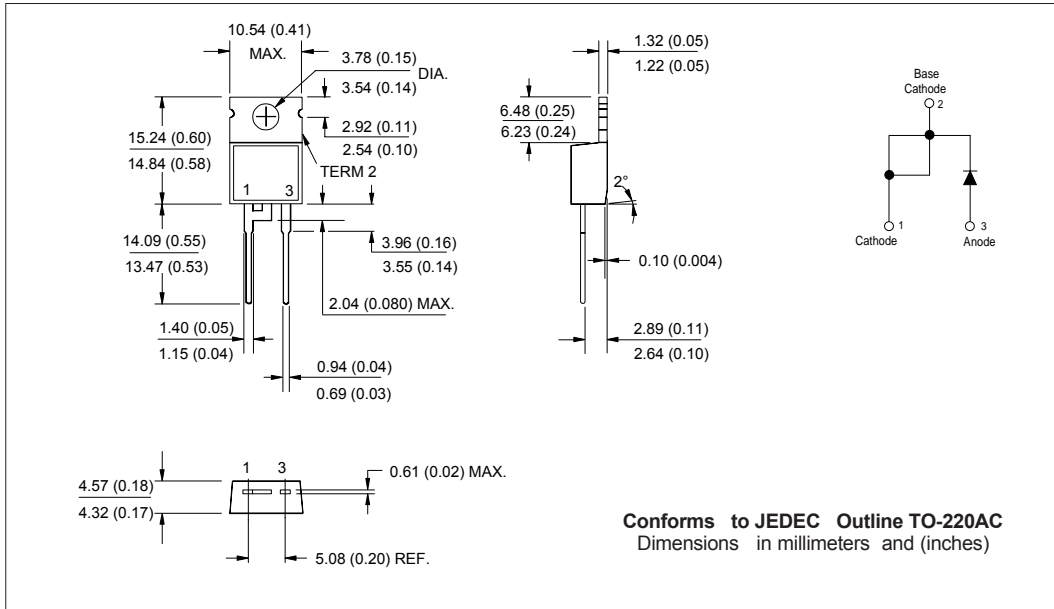 10.54 (0.41)
MAX.
3.78 (0.15)
3.54 (0.14)
DIA.
2.92 (0.11)
2.54 (0.10)
TERM 2
15.24 (0.60)
14.84 (0.58)
1 3
14.09 (0.55)
13.47 (0.53)
3.96 (0.16)
3.55 (0.14)
2.04 (0.080) MAX.
1.40 (0.05)
1.15 (0.04)
0.94 (0.04)
0.69 (0.03)
1.32 (0.05)
1.22 (0.05)
6.48 (0.25)
6.23 (0.24)
2°
0.10 (0.004)
2.89 (0.11)
2.64 (0.10)
Base
Cathode
2
1
Cathode
3
Anode
4.57 (0.18)
4.32 (0.17)
1 3
0.61 (0.02) MAX.
5.08 (0.20) REF.
Conforms to JEDEC Outline TO-220AC
Dimensions in millimeters and (inches)